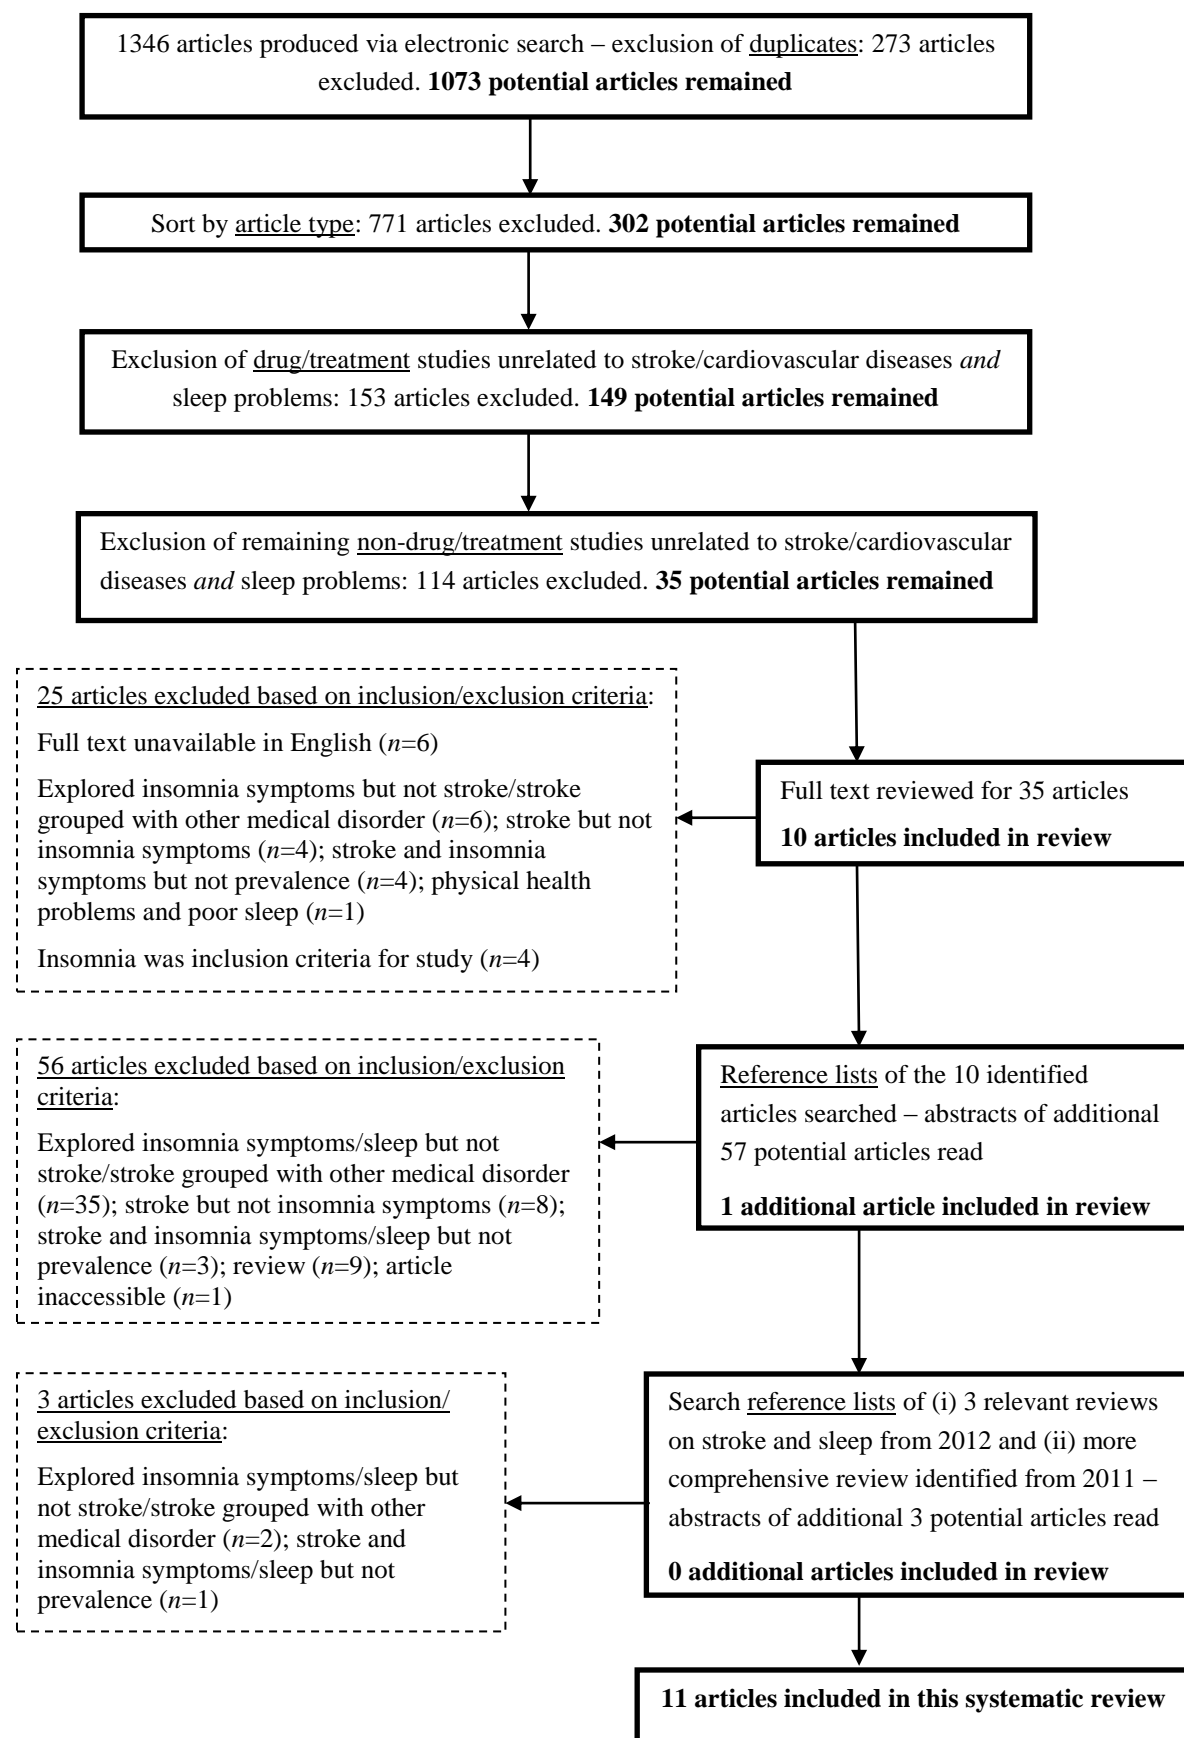 1346 articles produced via electronic search – exclusion of duplicates: 273 articles
excluded. 1073 potential articles remained
Sort by article type: 771 articles excluded. 302 potential articles remained
Exclusion of drug/treatment studies unrelated to stroke/cardiovascular diseases and
sleep problems: 153 articles excluded. 149 potential articles remained
Exclusion of remaining non-drug/treatment studies unrelated to stroke/cardiovascular
diseases and sleep problems: 114 articles excluded. 35 potential articles remained
25 articles excluded based on inclusion/exclusion criteria:
Full text unavailable in English (n=6)
Explored insomnia symptoms but not stroke/stroke
grouped with other medical disorder (n=6); stroke but not
insomnia symptoms (n=4); stroke and insomnia
symptoms but not prevalence (n=4); physical health
problems and poor sleep (n=1)
Insomnia was inclusion criteria for study (n=4)
Full text reviewed for 35 articles
10 articles included in review
56 articles excluded based on inclusion/exclusion
criteria:
Explored insomnia symptoms/sleep but not
stroke/stroke grouped with other medical disorder
(n=35); stroke but not insomnia symptoms (n=8);
stroke and insomnia symptoms/sleep but not
prevalence (n=3); review (n=9); article
inaccessible (n=1)
Reference lists of the 10 identified
articles searched – abstracts of additional
57 potential articles read
1 additional article included in review
3 articles excluded based on inclusion/
exclusion criteria:
Explored insomnia symptoms/sleep but
not stroke/stroke grouped with other
medical disorder (n=2); stroke and
insomnia symptoms/sleep but not
prevalence (n=1)
Search reference lists of (i) 3 relevant reviews
on stroke and sleep from 2012 and (ii) more
comprehensive review identified from 2011 –
abstracts of additional 3 potential articles read
0 additional articles included in review
11 articles included in this systematic review